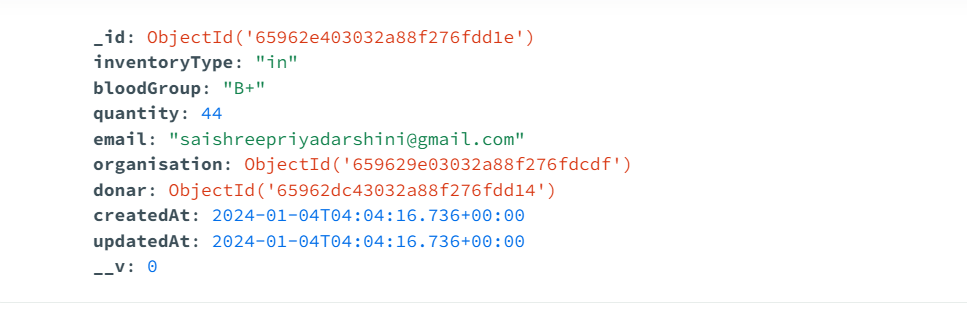 _id: ObjectId('65962e403032a88f276fdd1e')
inventoryType: "in"
bloodGroup: "B+"
quantity: 44
email: "saishreepriyadarshini@gmail.com"
organisation: ObjectId('659629e03032a88f276fdcdf')
donar: ObjectId('65962dc43032a88f276fdd14')
createdAt: 2024-01-04T04:04:16.736+00:00
updatedAt: 2024-01-04T04:04:16.736+00:00
__v: 0